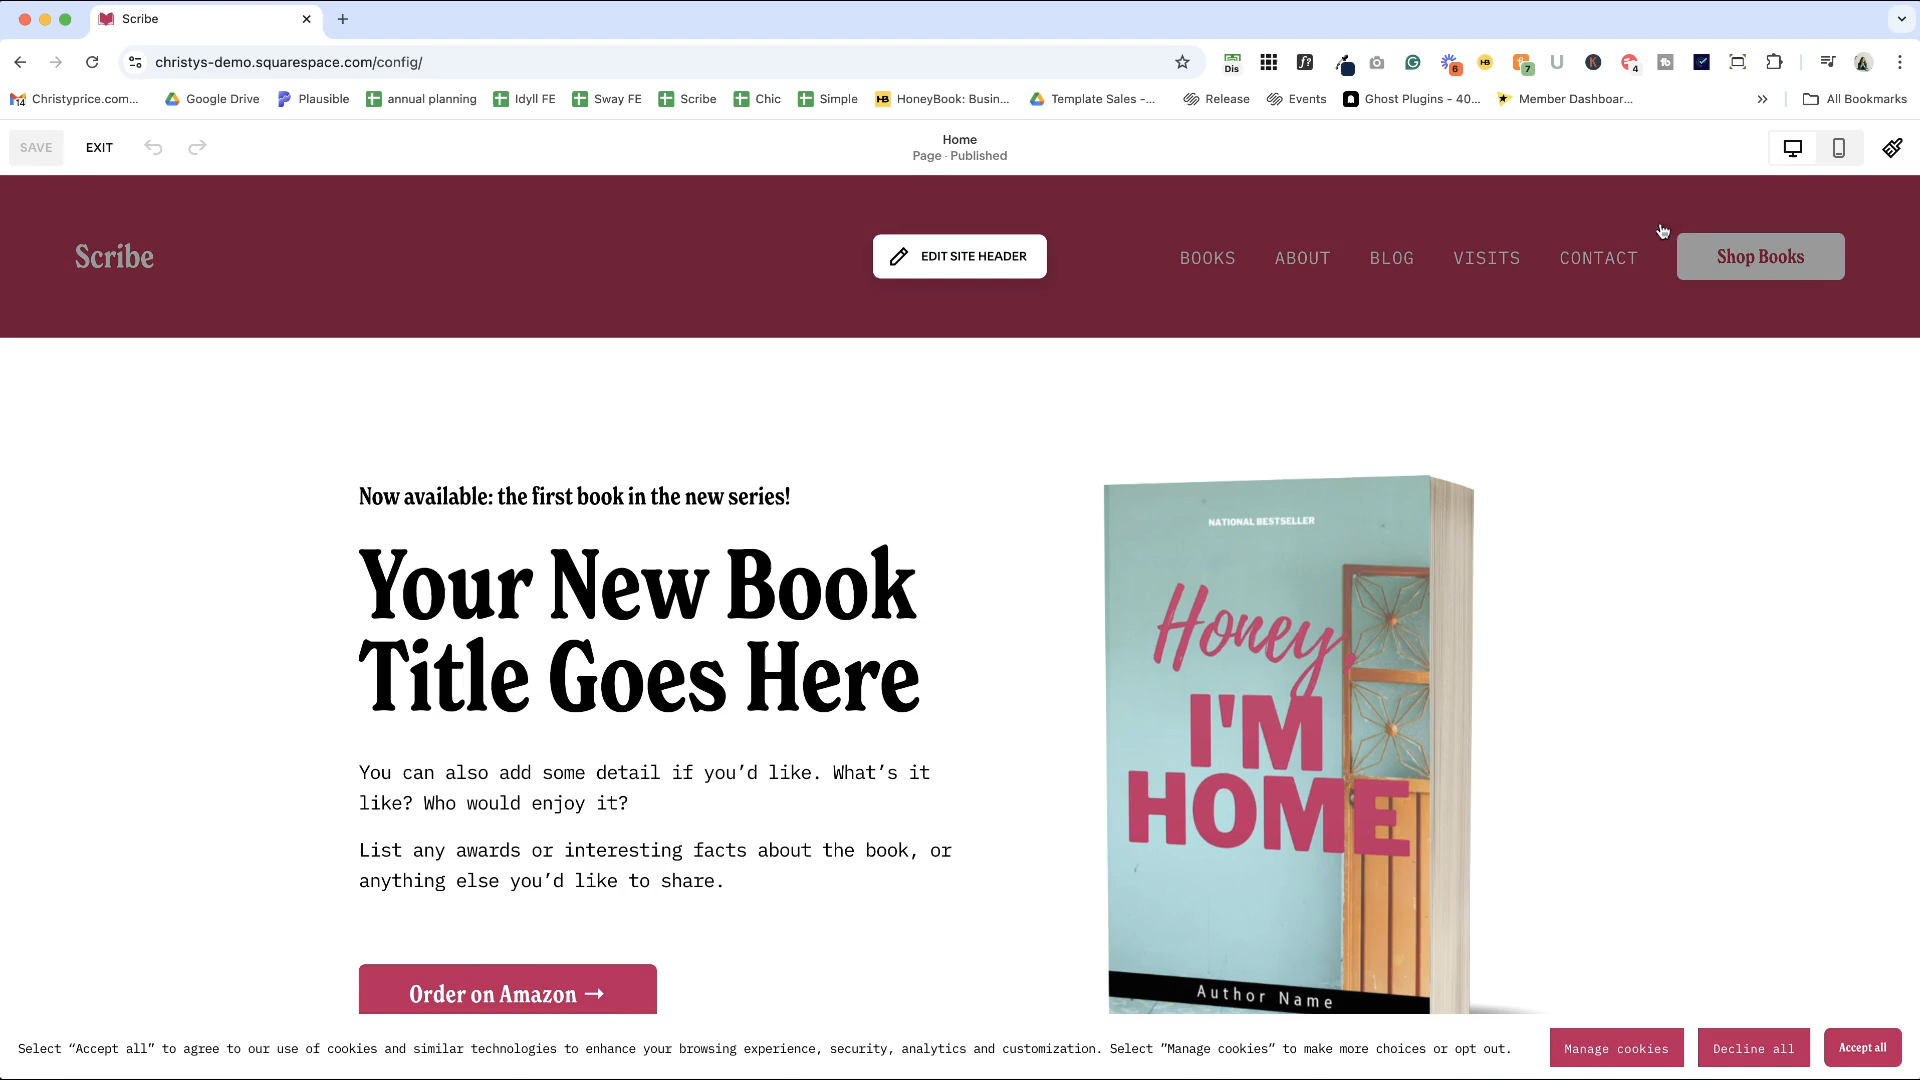 Scribe
christys-demo.squarespace.com/config/
Dis
6
HB
7
4
14
Christyprice.com...
Google Drive
Plausible
annual planning
Idyll FE
Sway FE
Scribe
Chic
Simple
HB
HoneyBook: Busin...
Template Sales -...
Release
Events
Ghost Plugins - 40...
Member Dashboar...
All Bookmarks
SAVE
EXIT
Home
Page · Published
Scribe
EDIT SITE HEADER
BOOKS
ABOUT
BLOG
VISITS
CONTACT
Shop Books
Now available: the first book in the new series!
Your New Book
Title Goes Here
You can also add some detail if you’d like. What’s it
like? Who would enjoy it?
List any awards or interesting facts about the book, or
anything else you’d like to share.
Order on Amazon →
NATIONAL BESTSELLER
Honey,
I'M
HOME
Author Name
Select “Accept all” to agree to our use of cookies and similar technologies to enhance your browsing experience, security, analytics and customization. Select “Manage cookies” to make more choices or opt out.
Manage cookies
Decline all
Accept all